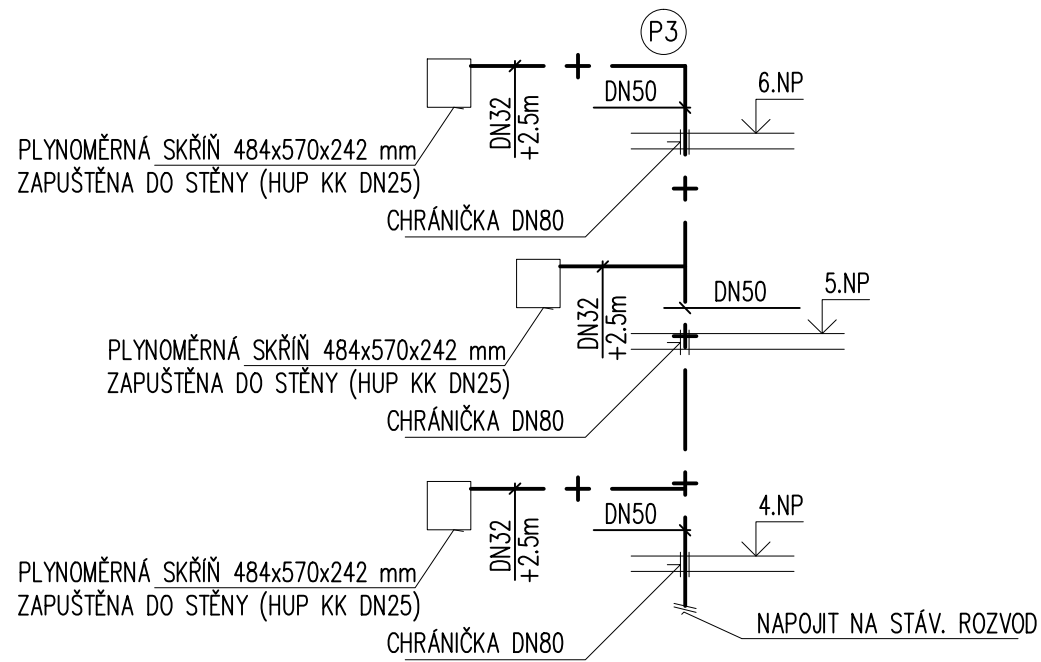 P3
DN50
6.NP
DN32
+2.5m
PLYNOMĚRNÁ SKŘÍŇ 484x570x242 mm
ZAPUŠTĚNA DO STĚNY (HUP KK DN25)
CHRÁNIČKA DN80
5.NP
DN50
DN32
+2.5m
PLYNOMĚRNÁ SKŘÍŇ 484x570x242 mm
ZAPUŠTĚNA DO STĚNY (HUP KK DN25)
CHRÁNIČKA DN80
4.NP
DN50
DN32
+2.5m
PLYNOMĚRNÁ SKŘÍŇ 484x570x242 mm
ZAPUŠTĚNA DO STĚNY (HUP KK DN25)
NAPOJIT NA STÁV. ROZVOD
CHRÁNIČKA DN80